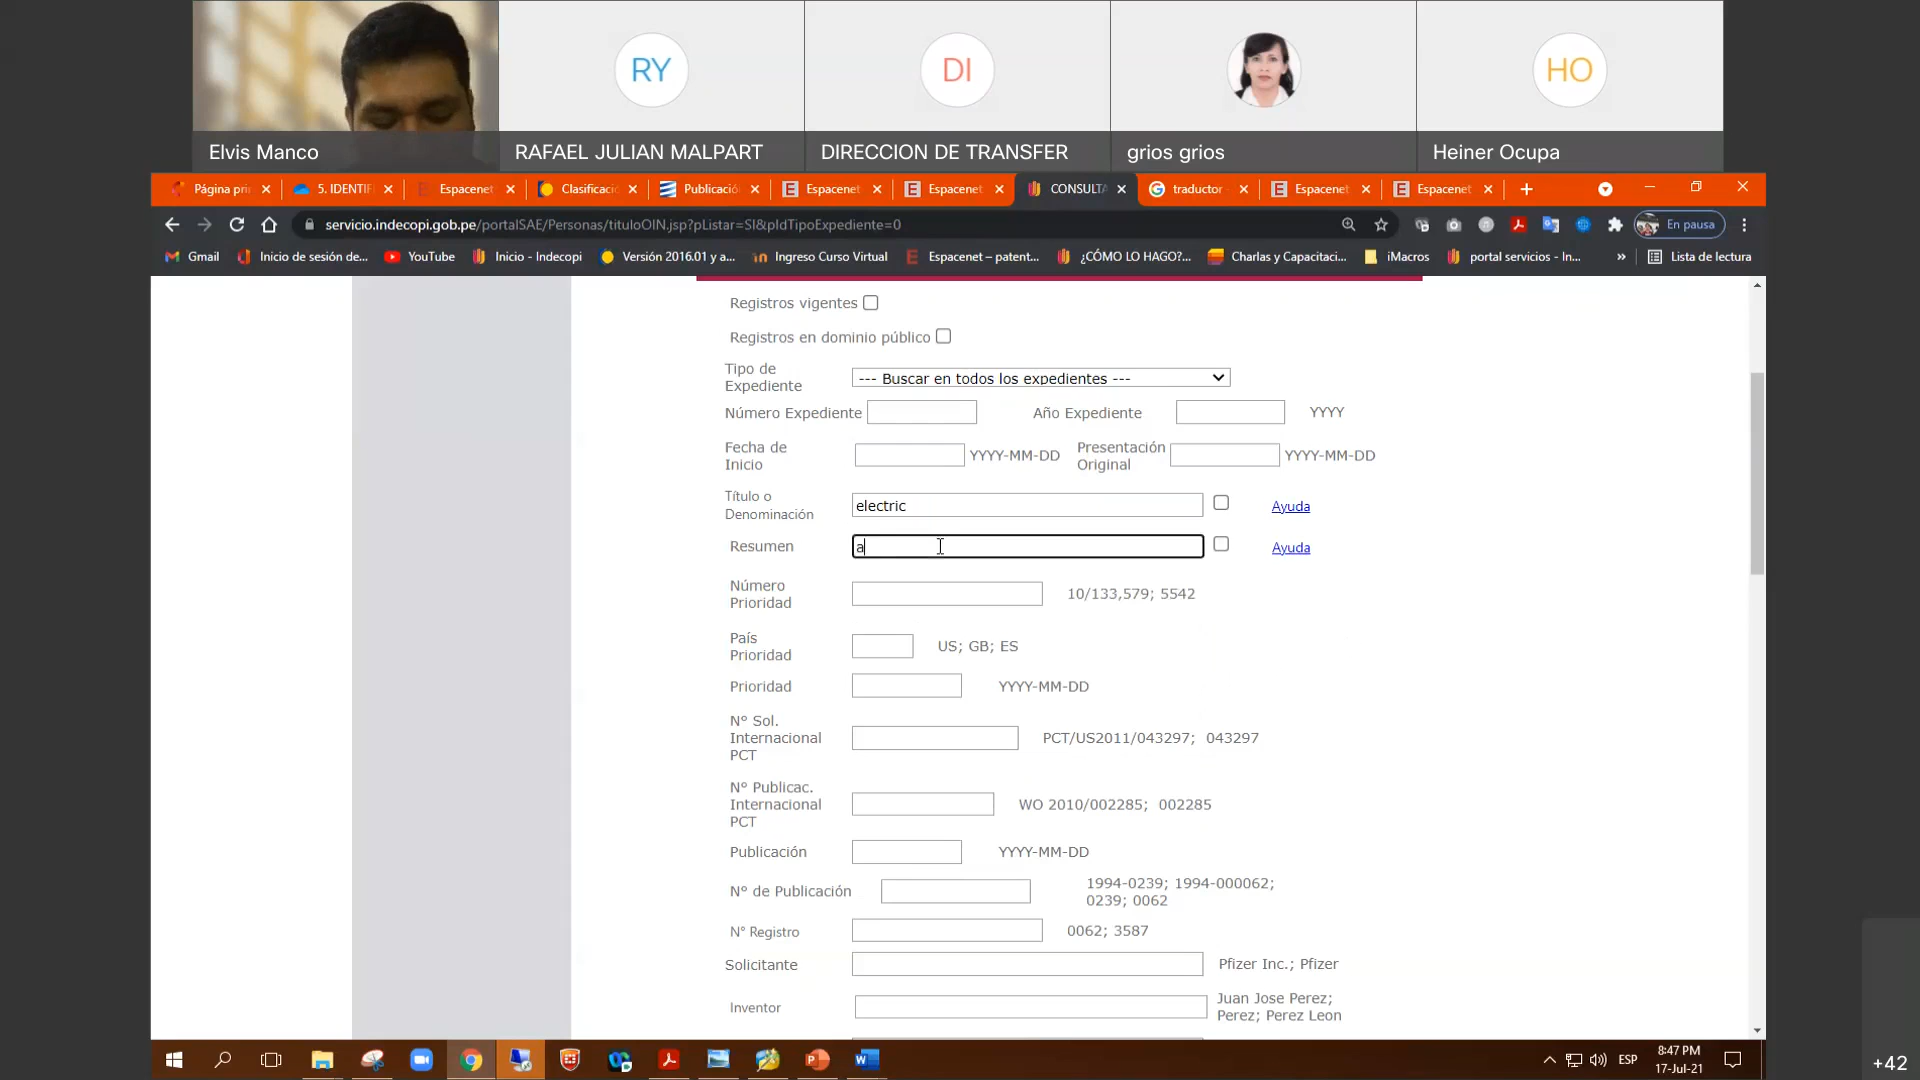 RY
DI
HO
Elvis Manco
RAFAEL JULIAN MALPART
DIRECCION DE TRANSFER
grios grios
Heiner Ocupa
Página pri
5. IDENTIF
Espacenet
Clasificació
Publicació
Espacenet
Espacenet
CONSULTA
traductor
Espacenet
Espacenet
servicio.indecopi.gob.pe/portalSAE/Personas/tituloOIN.jsp?pListar=SI&pIdTipoExpediente=0
En pausa
Gmail
Inicio de sesión de...
YouTube
Inicio - Indecopi
Versión 2016.01 y a...
Ingreso Curso Virtual
Espacenet – patent...
¿CÓMO LO HAGO?...
Charlas y Capacitaci...
iMacros
portal servicios - In...
»
Lista de lectura
Registros vigentes
Registros en dominio público
Tipo de
Expediente
--- Buscar en todos los expedientes ---
Número Expediente
Año Expediente
YYYY
Fecha de
Inicio
YYYY-MM-DD
Presentación
Original
YYYY-MM-DD
Título o
Denominación
electric
Ayuda
Resumen
a
Ayuda
Número
Prioridad
10/133,579; 5542
País
Prioridad
US; GB; ES
Prioridad
YYYY-MM-DD
N° Sol.
Internacional
PCT
PCT/US2011/043297; 043297
N° Publicac.
Internacional
PCT
WO 2010/002285; 002285
Publicación
YYYY-MM-DD
N° de Publicación
1994-0239; 1994-000062;
0239; 0062
N° Registro
0062; 3587
Solicitante
Pfizer Inc.; Pfizer
Inventor
Juan Jose Perez;
Perez; Perez Leon
ESP
8:47 PM
17-Jul-21
+42